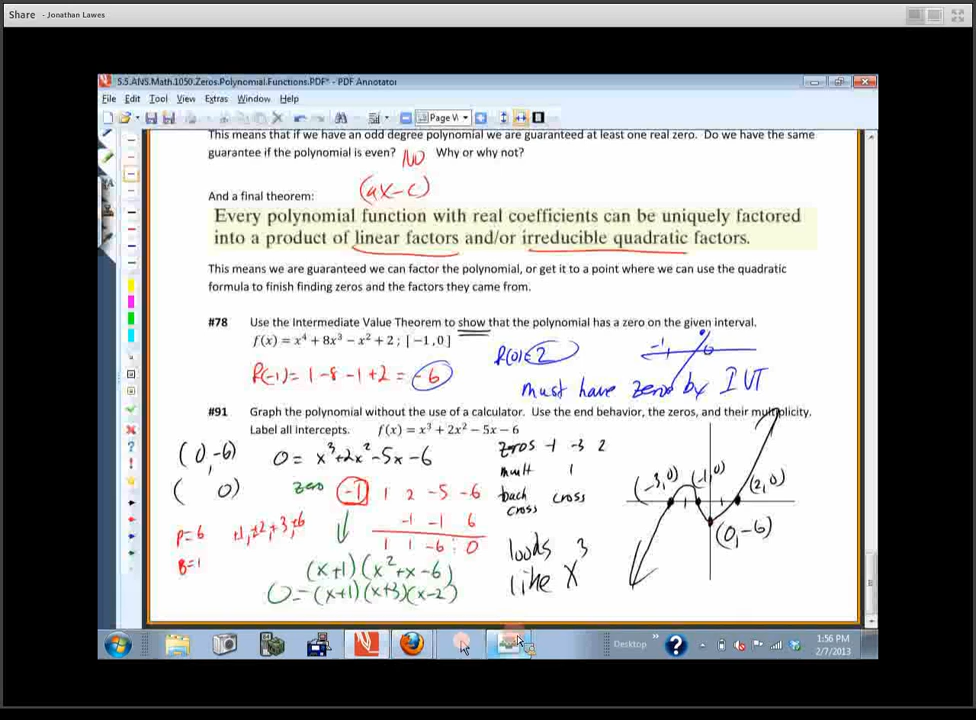 Share - Jonathan Lawes
5.5.ANS.Math.1050.Zeros.Polynomial.Functions.PDF* - PDF Annotator
File Edit Tool View Extras Window Help
Page W
This means that if we have an odd degree polynomial we are guaranteed at least one real zero. Do we have the same
guarantee if the polynomial is even? NO Why or why not?
And a final theorem: (ax-c)
Every polynomial function with real coefficients can be uniquely factored
into a product of linear factors and/or irreducible quadratic factors.
This means we are guaranteed we can factor the polynomial, or get it to a point where we can use the quadratic
formula to finish finding zeros and the factors they came from.
#78 Use the Intermediate Value Theorem to show that the polynomial has a zero on the given interval.
f(x) = x⁴ + 8x³ − x² + 2; [−1,0]
f(0)=2
-1 0
f(-1)= 1-8-1+2 = -6
must have zero by IVT
#91 Graph the polynomial without the use of a calculator. Use the end behavior, the zeros, and their multiplicity.
Label all intercepts. f(x) = x³ + 2x² − 5x − 6
(0,-6) 0= x³+2x²-5x-6
( , 0)
zero -1 1 2 -5 -6
-1 -1 6
1 1 -6 : 0
P=6 ±1,±2,±3,±6
(x+1)(x²+x-6)
0=(x+1)(x+3)(x-2)
zeros -1 -3 2
mult 1
cross
cross
looks
like x³
(-3,0) (-1,0) (2,0)
(0,-6)
Desktop
1:56 PM
2/7/2013